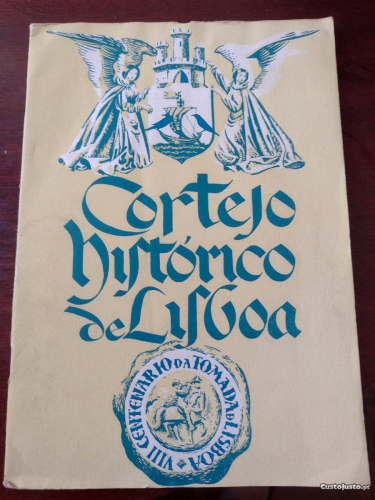 Cortejo
Histórico
de Lisboa
VIII CENTENARIO DA TOMADA DE LISBOA
CustoJusto.pt